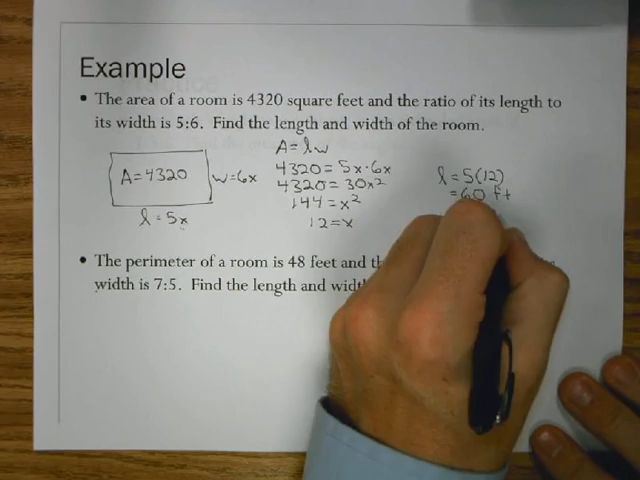 Example
• The area of a room is 4320 square feet and the ratio of its length to
its width is 5:6. Find the length and width of the room.
A = lw
A = 4320
w = 6x
l = 5x
4320 = 5x · 6x
4320 = 30x²
144 = x²
12 = x
l = 5(12)
= 60 ft
• The perimeter of a room is 48 feet and
width is 7:5. Find the length and